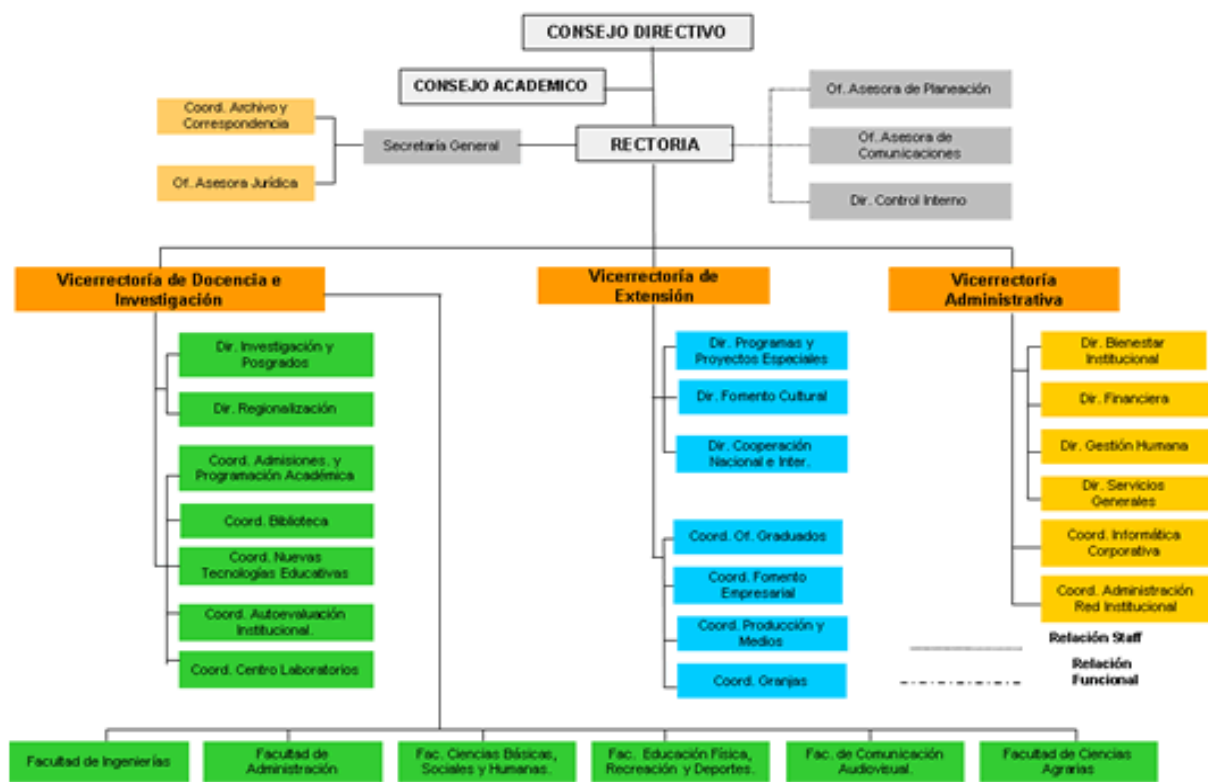 CONSEJO DIRECTIVO
CONSEJO ACADEMICO
Of. Asesora de Planeación
Coord. Archivo y
Correspondencia
Secretaría General
RECTORIA
Of. Asesora de
Comunicaciones
Of. Asesora Jurídica
Dir. Control Interno
Vicerrectoría de Docencia e
Investigación
Vicerrectoría de
Extensión
Vicerrectoría
Administrativa
Dir. Investigación y
Posgrados
Dir. Regionalización
Coord. Admisiones. y
Programación Académica
Coord. Biblioteca
Coord. Nuevas
Tecnologías Educativas
Coord. Autoevaluación
Institucional.
Coord. Centro Laboratorios
Dir. Programas y
Proyectos Especiales
Dir. Fomento Cultural
Dir. Cooperación
Nacional e Inter.
Coord. Of. Graduados
Coord. Fomento
Empresarial
Coord. Producción y
Medios
Coord. Granjas
Dir. Bienestar
Institucional
Dir. Financiera
Dir. Gestión Humana
Dir. Servicios
Generales
Coord. Informática
Corporativa
Coord. Administración
Red Institucional
Relación Staff
Relación
Funcional
Facultad de Ingenierías
Facultad de
Administración
Fac. Ciencias Básicas,
Sociales y Humanas.
Fac. Educación Física,
Recreación y Deportes.
Fac. de Comunicación
Audiovisual.
Facultad de Ciencias
Agrarias